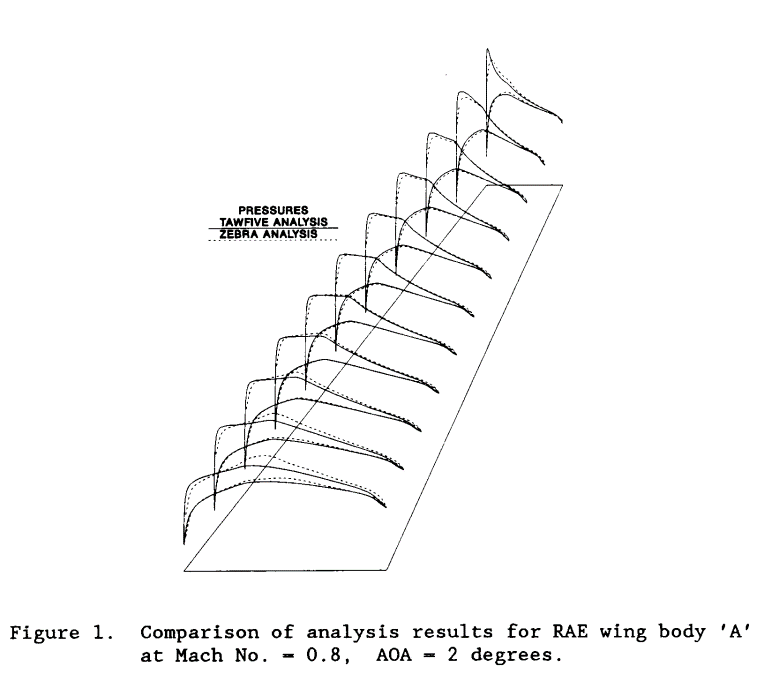 PRESSURES
TAWFIVE ANALYSIS
ZEBRA ANALYSIS
Figure 1. Comparison of analysis results for RAE wing body 'A'
at Mach No. = 0.8, AOA = 2 degrees.